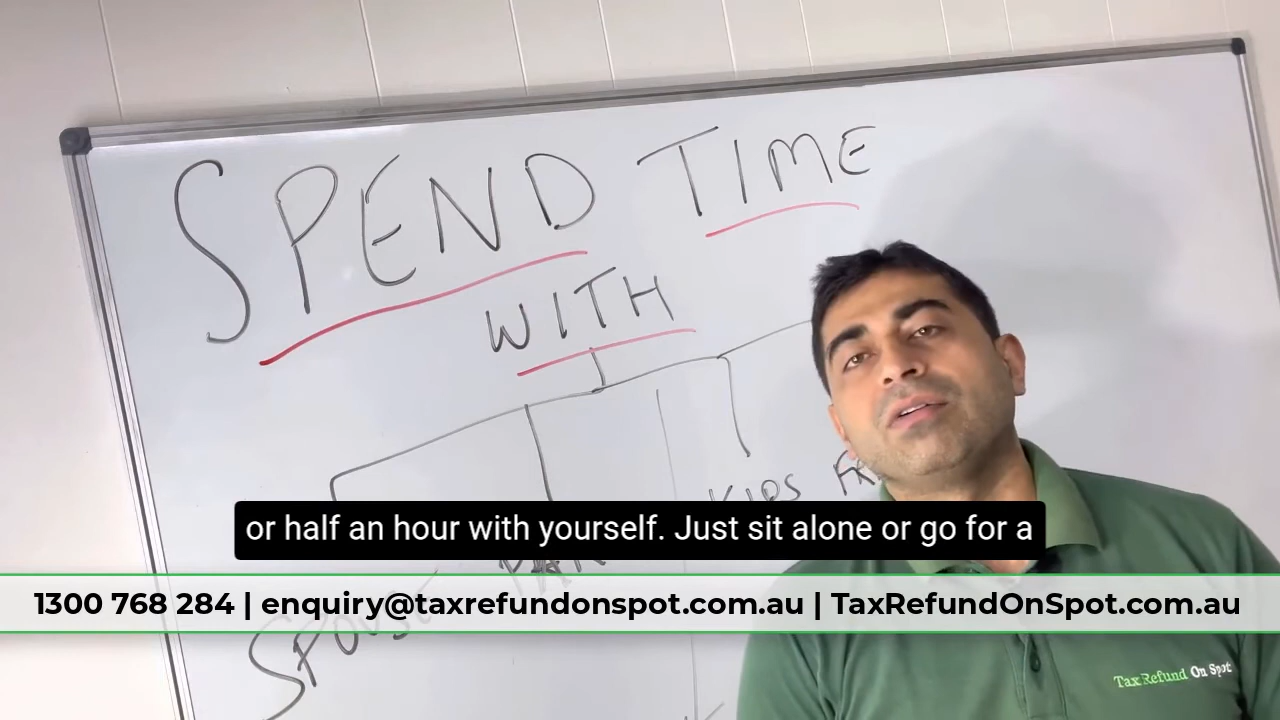 SPEND TIME
WITH
KIDS
or half an hour with yourself. Just sit alone or go for a
SPOUSE
1300 768 284 | enquiry@taxrefundonspot.com.au | TaxRefundOnSpot.com.au
Tax Refund On Spot